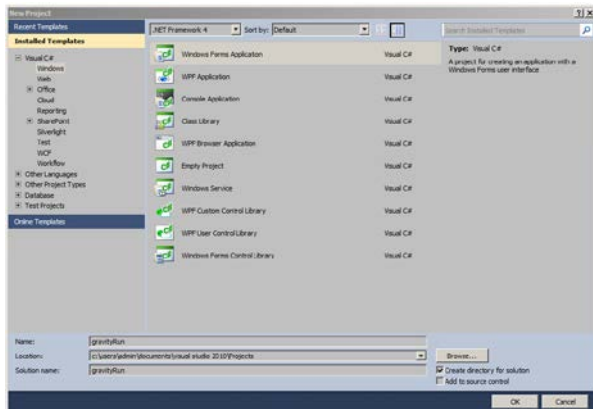 New Project
Recent Templates
Installed Templates
Visual C#
Windows
Web
Office
Cloud
Reporting
SharePoint
Silverlight
Test
WCF
Workflow
Other Languages
Other Project Types
Database
Test Projects
Online Templates
.NET Framework 4 Sort by: Default
Windows Forms Application Visual C#
WPF Application Visual C#
Console Application Visual C#
Class Library Visual C#
WPF Browser Application Visual C#
Empty Project Visual C#
Windows Service Visual C#
WPF Custom Control Library Visual C#
WPF User Control Library Visual C#
Windows Forms Control Library Visual C#
Search Installed Templates
Type: Visual C#
A project for creating an application with a
Windows Forms user interface
Name: gravityRun
Location: c:\users\admin\documents\visual studio 2010\Projects Browse...
Solution name: gravityRun Create directory for solution
Add to source control
OK Cancel